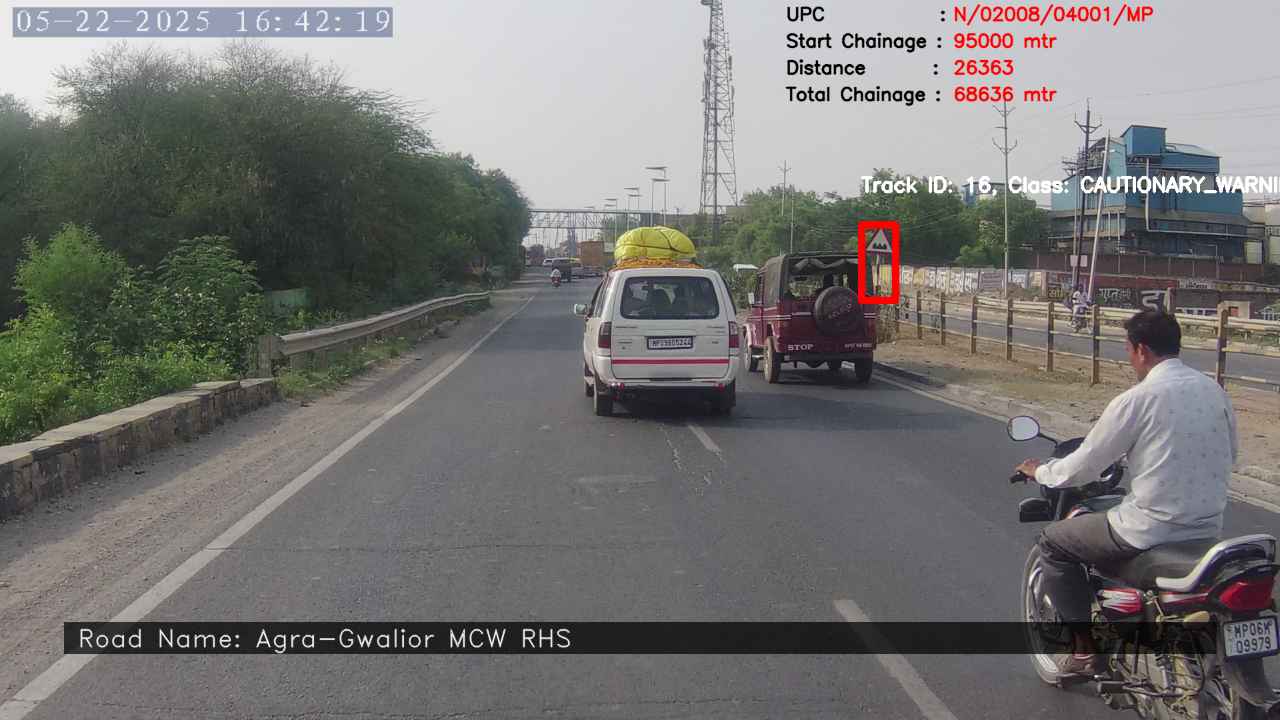 05-22-2025 16:42:19
UPC : N/02008/04001/MP
Start Chainage : 95000 mtr
Distance : 26363
Total Chainage : 68636 mtr
Track ID: 16, Class: CAUTIONARY_WARNI
STOP
MP06M
09979
Road Name: Agra-Gwalior MCW RHS